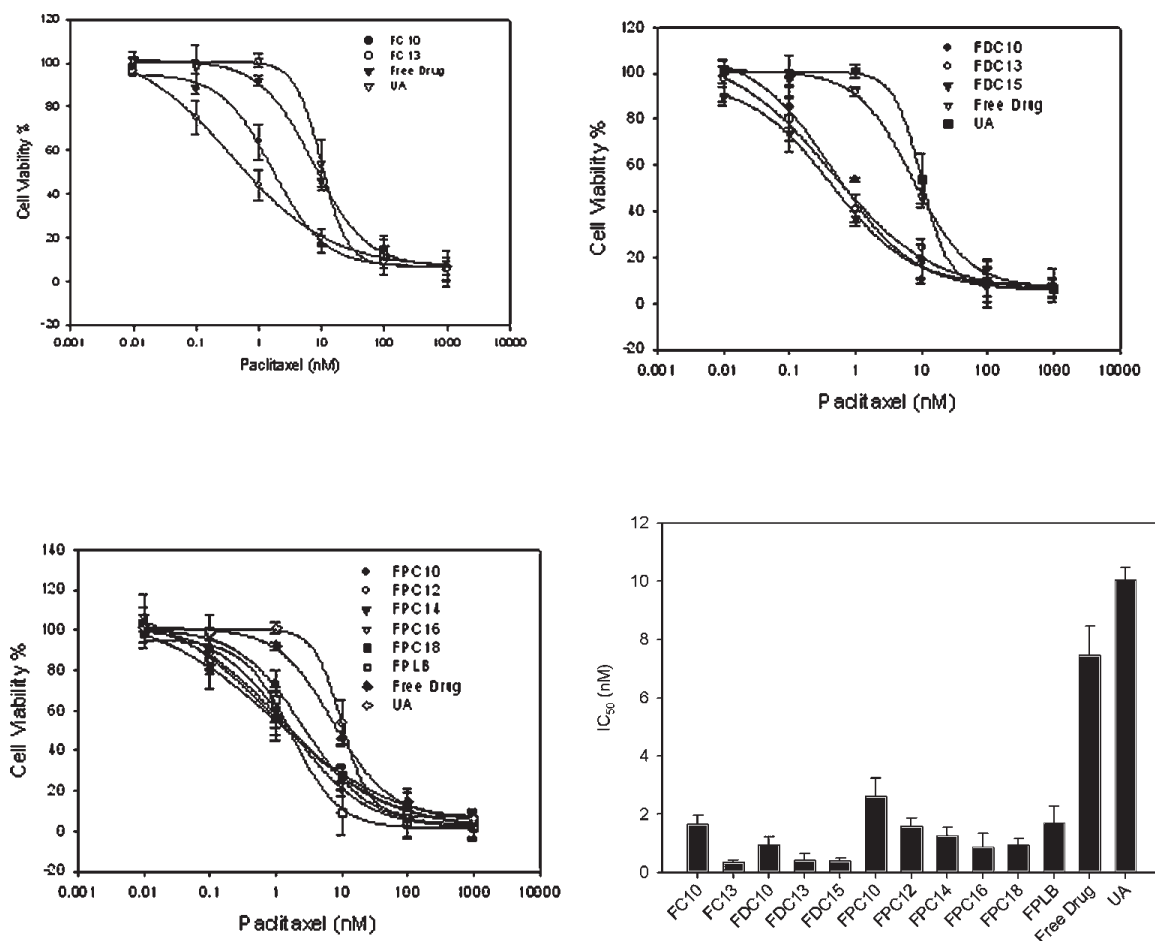 120
100
80
60
40
20
0
-20
Cell Viability %
0.001 0.01 0.1 1 10 100 1000 10000
Paclitaxel (nM)
FC10
FC13
Free Drug
UA
120
100
80
60
40
20
0
-20
Cell Viability %
0.001 0.01 0.1 1 10 100 1000 10000
Paclitaxel (nM)
FDC10
FDC13
FDC15
Free Drug
UA
140
120
100
80
60
40
20
0
-20
Cell Viability %
0.001 0.01 0.1 1 10 100 1000 10000
Paclitaxel (nM)
FPC10
FPC12
FPC14
FPC16
FPC18
FPLB
Free Drug
UA
12
10
8
6
4
2
0
IC50 (nM)
FC10
FC13
FDC10
FDC13
FDC15
FPC10
FPC12
FPC14
FPC16
FPC18
FPLB
Free Drug
UA